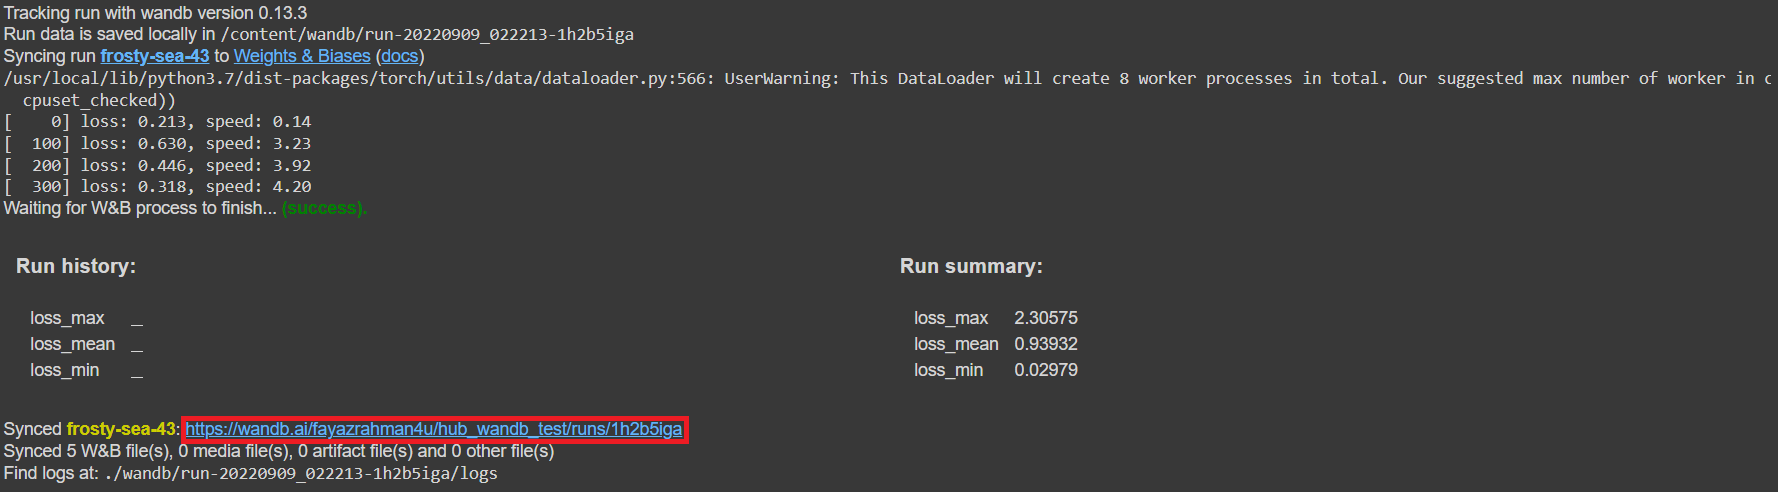 Tracking run with wandb version 0.13.3
Run data is saved locally in /content/wandb/run-20220909_022213-1h2b5iga
Syncing run frosty-sea-43 to Weights & Biases (docs)
/usr/local/lib/python3.7/dist-packages/torch/utils/data/dataloader.py:566: UserWarning: This DataLoader will create 8 worker processes in total. Our suggested max number of worker in c
cpuset_checked))
[    0] loss: 0.213, speed: 0.14
[  100] loss: 0.630, speed: 3.23
[  200] loss: 0.446, speed: 3.92
[  300] loss: 0.318, speed: 4.20
Waiting for W&B process to finish... (success).
Run history:
loss_max _
loss_mean _
loss_min _
Run summary:
loss_max 2.30575
loss_mean 0.93932
loss_min 0.02979
Synced frosty-sea-43: https://wandb.ai/fayazrahman4u/hub_wandb_test/runs/1h2b5iga
Synced 5 W&B file(s), 0 media file(s), 0 artifact file(s) and 0 other file(s)
Find logs at: ./wandb/run-20220909_022213-1h2b5iga/logs